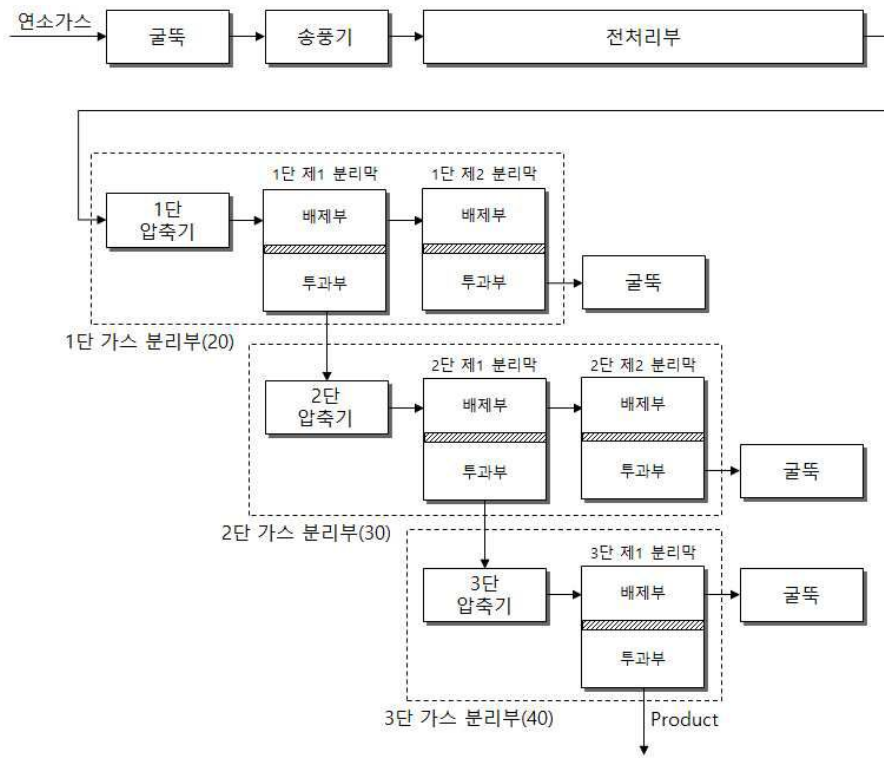 연소가스
굴뚝
송풍기
전처리부
1단 제1 분리막
1단 제2 분리막
1단
압축기
배제부
배제부
투과부
투과부
굴뚝
1단 가스 분리부(20)
2단 제1 분리막
2단 제2 분리막
2단
압축기
배제부
배제부
투과부
투과부
굴뚝
2단 가스 분리부(30)
3단 제1 분리막
3단
압축기
배제부
굴뚝
투과부
3단 가스 분리부(40)
Product